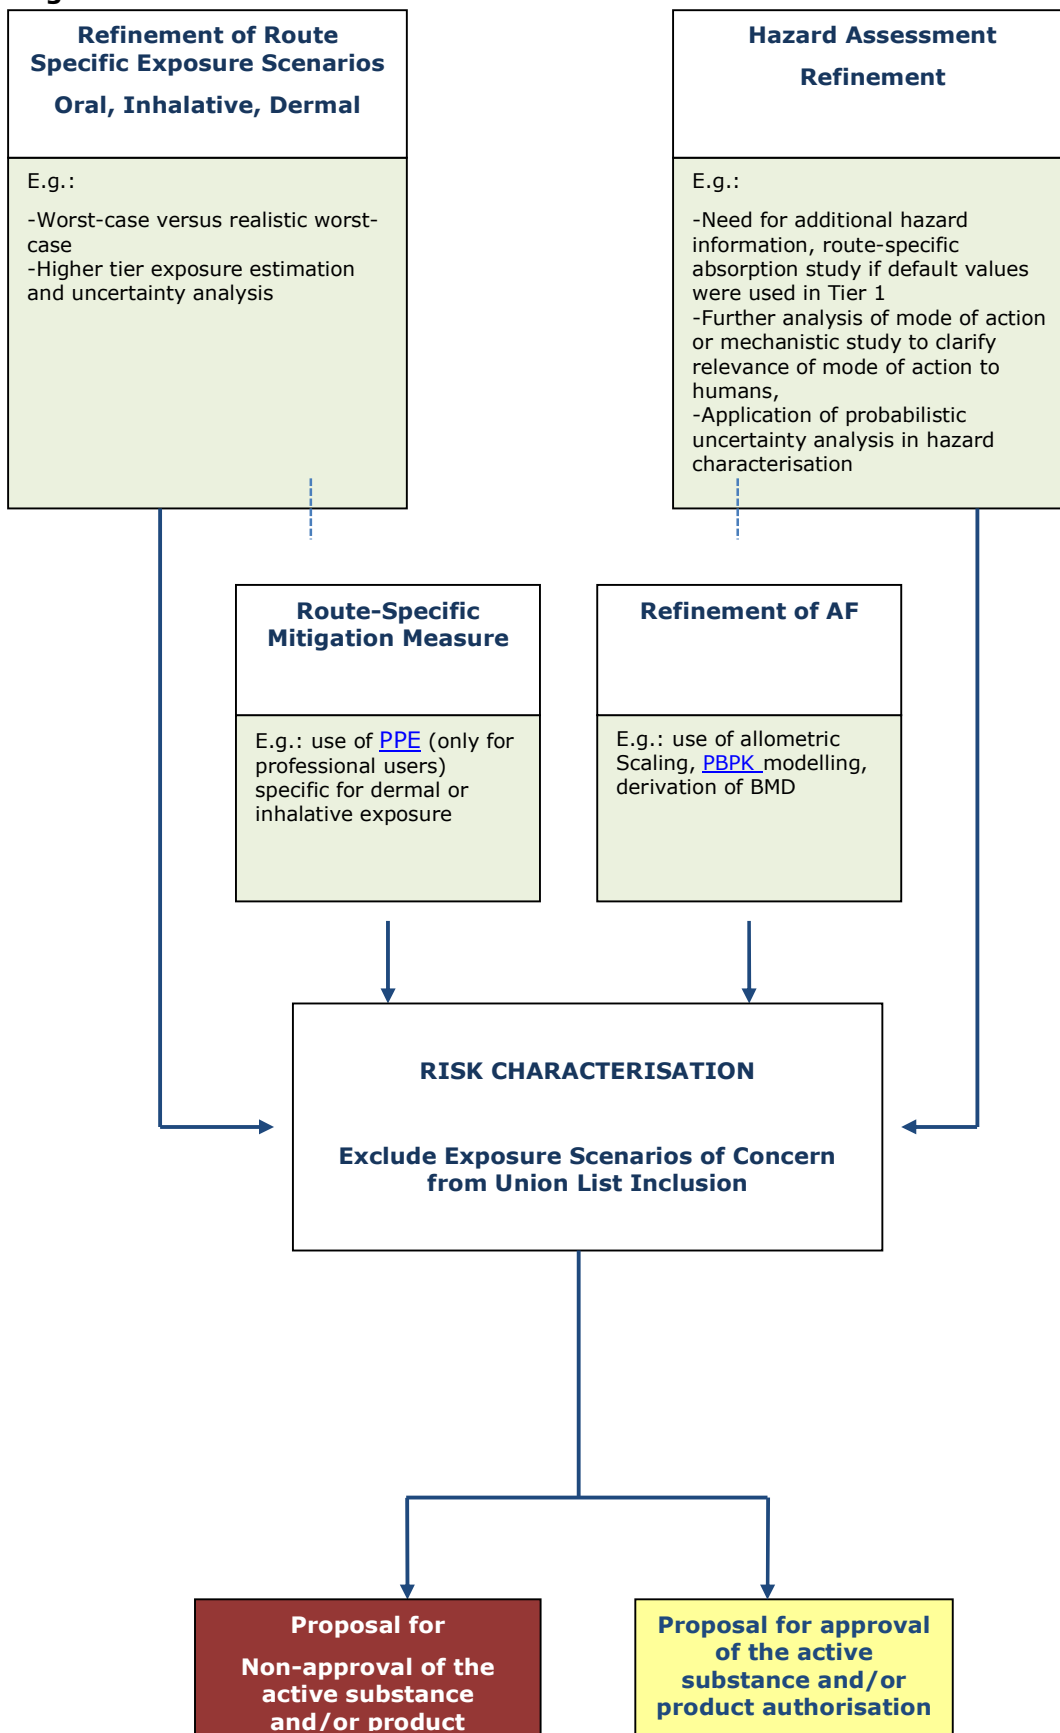 Refinement of Route
Specific Exposure Scenarios
Oral, Inhalative, Dermal
E.g.:
-Worst-case versus realistic worst-
case
-Higher tier exposure estimation
and uncertainty analysis
Hazard Assessment
Refinement
E.g.:
-Need for additional hazard
information, route-specific
absorption study if default values
were used in Tier 1
-Further analysis of mode of action
or mechanistic study to clarify
relevance of mode of action to
humans,
-Application of probabilistic
uncertainty analysis in hazard
characterisation
Route-Specific
Mitigation Measure
E.g.: use of PPE (only for
professional users)
specific for dermal or
inhalative exposure
Refinement of AF
E.g.: use of allometric
Scaling, PBPK modelling,
derivation of BMD
RISK CHARACTERISATION
Exclude Exposure Scenarios of Concern
from Union List Inclusion
Proposal for
Non-approval of the
active substance
and/or product
Proposal for approval
of the active
substance and/or
product authorisation